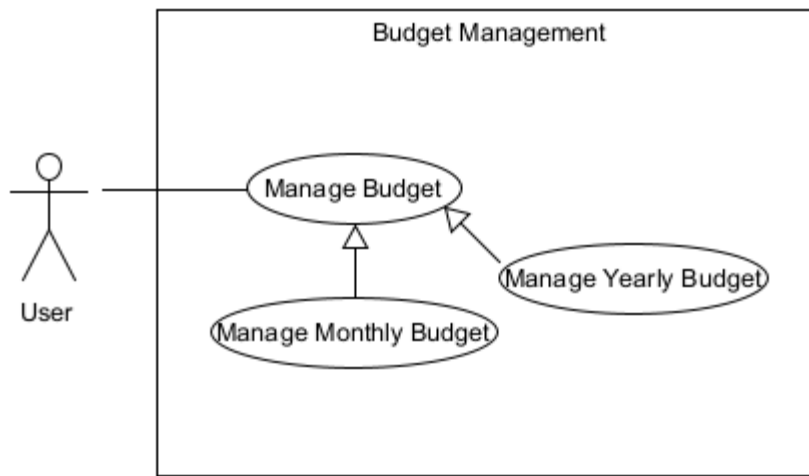 Budget Management
Manage Budget
Manage Yearly Budget
User
Manage Monthly Budget